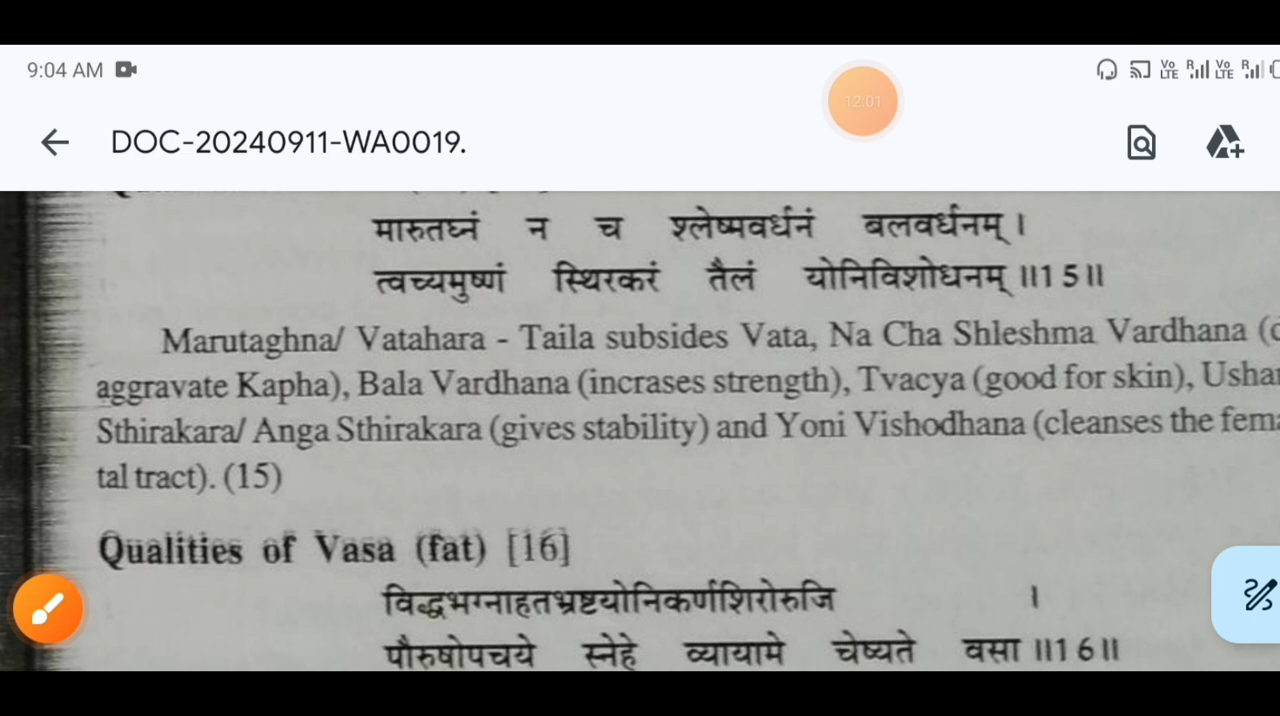 9:04 AM
12:01
DOC-20240911-WA0019.
मारुतघ्नं न च श्लेष्मवर्धनं बलवर्धनम् ।
त्वच्यमुष्णं स्थिरकरं तैलं योनिविशोधनम् ॥15॥
Marutaghna/ Vatahara - Taila subsides Vata, Na Cha Shleshma Vardhana
aggravate Kapha), Bala Vardhana (incrases strength), Tvacya (good for skin),
Sthirakara/ Anga Sthirakara (gives stability) and Yoni Vishodhana (cleanses the
tal tract). (15)
Qualities of Vasa (fat) [16]
विद्धभग्नाहतभ्रष्टयोनिकर्णशिरोरुजि ।
पौरुषोपचये स्नेहे व्यायामे चेष्यते वसा ॥16॥